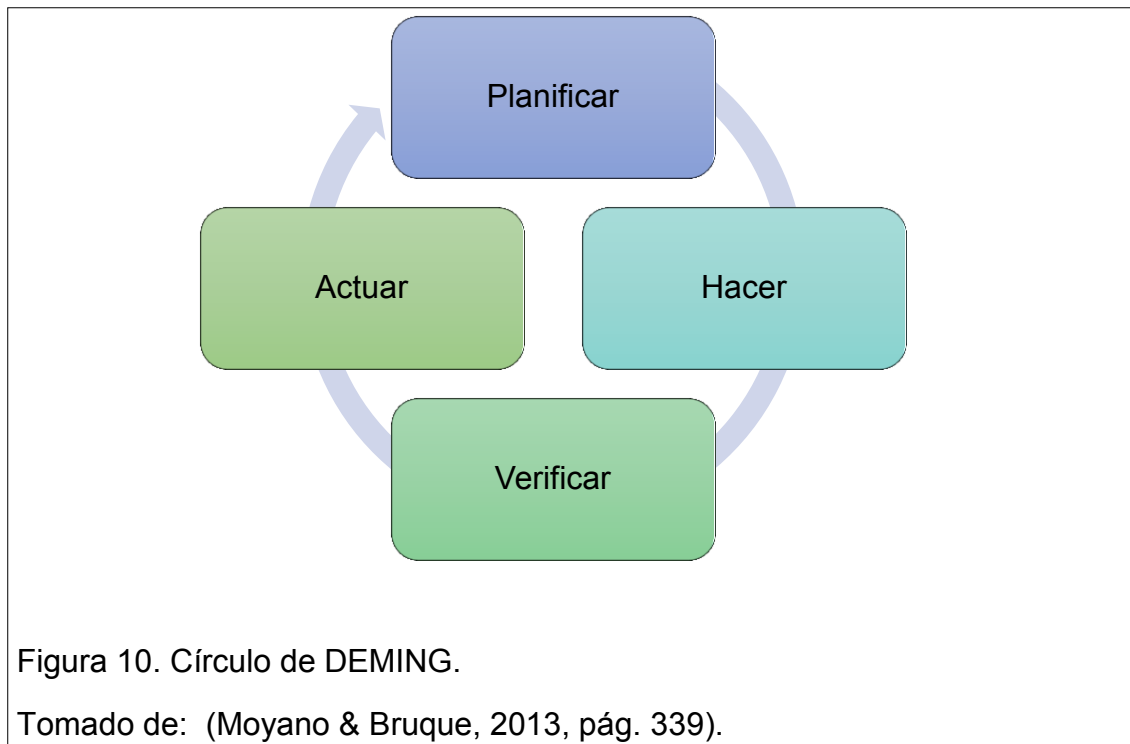 Planificar
Actuar
Hacer
Verificar
Figura 10. Círculo de DEMING.
Tomado de:  (Moyano & Bruque, 2013, pág. 339).